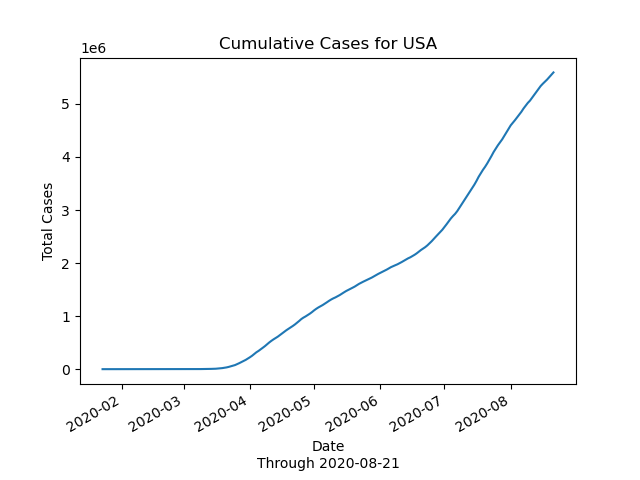 Cumulative Cases for USA
1e6
5
4
3
2
1
0
Total Cases
2020-02
2020-03
2020-04
2020-05
2020-06
2020-07
2020-08
Date
Through 2020-08-21